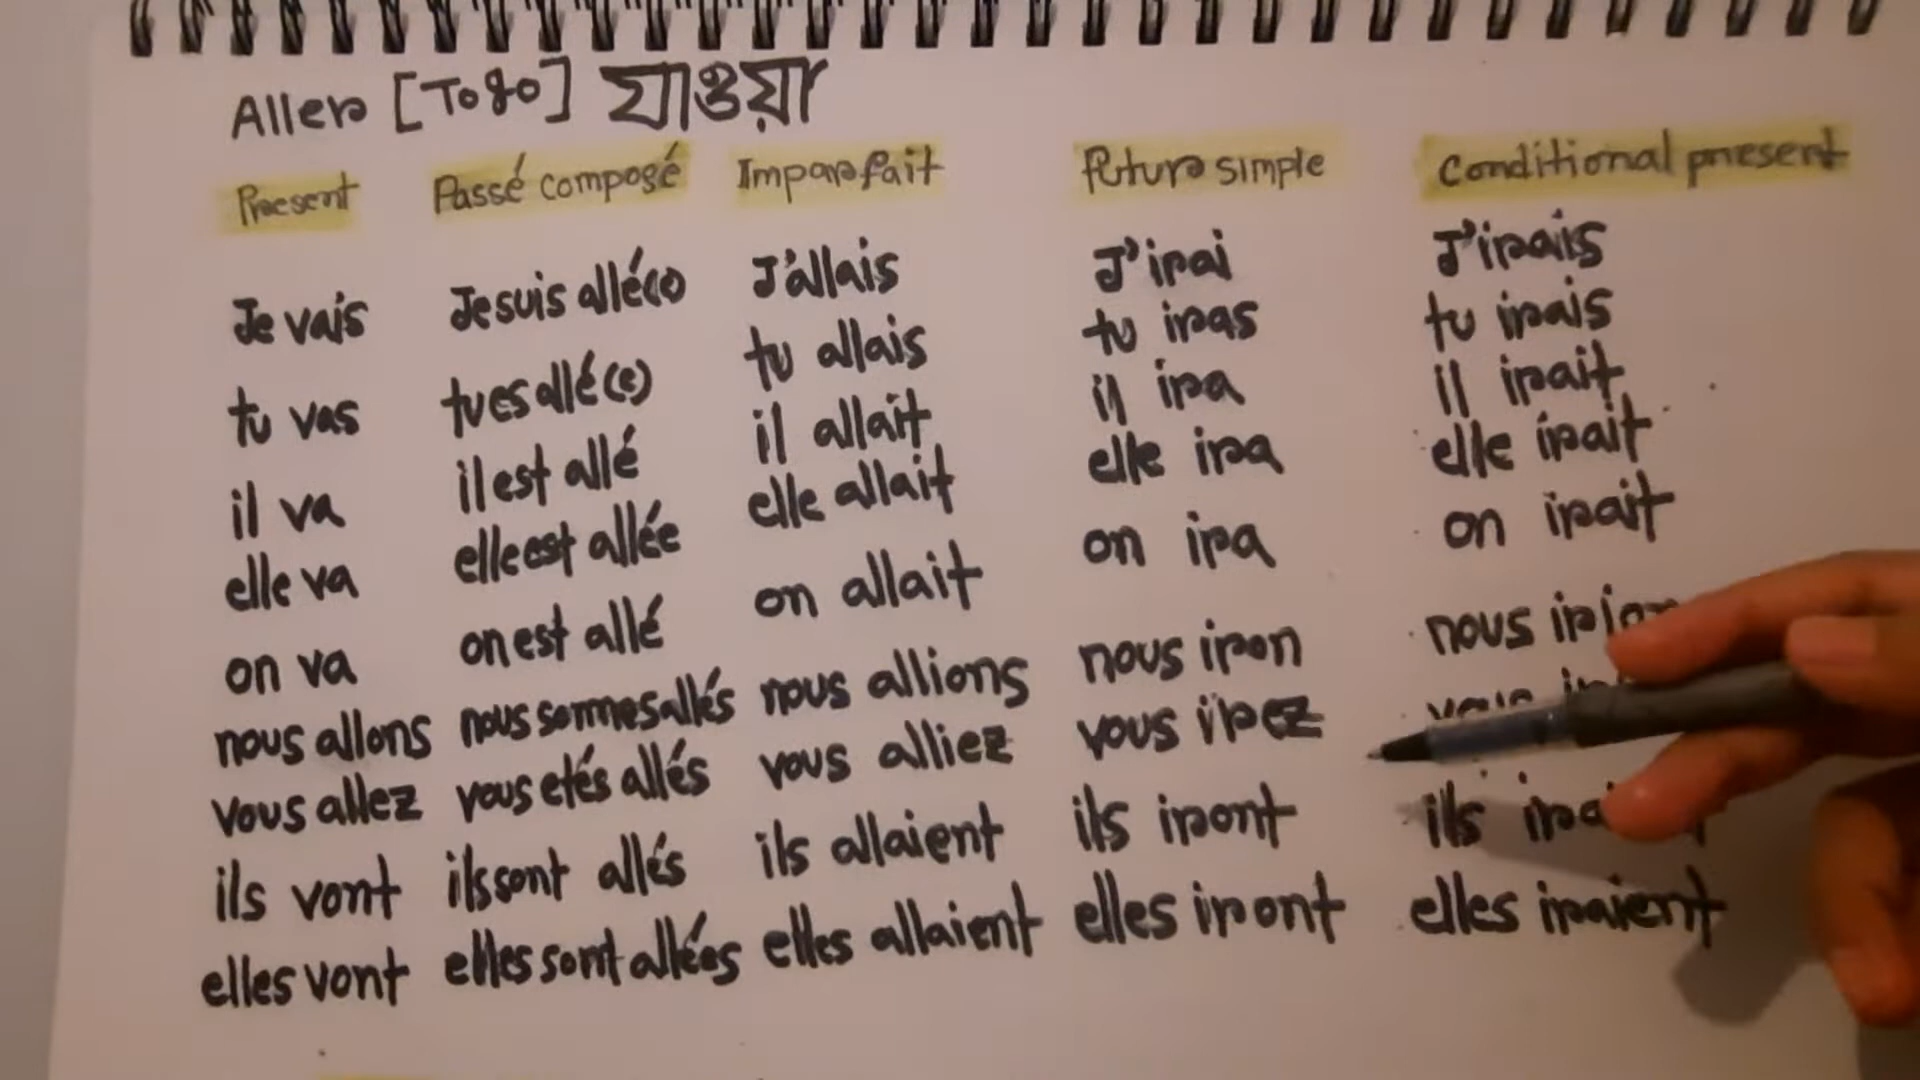 Aller [To go] যাওয়া
Present Passé composé Imparfait futur simple Conditional present
Je vais Je suis allé(e) J'allais J'irai J'irais
tu vas tu es allé(e) tu allais tu iras tu irais
il va il est allé il allait il ira il irait
elle va elle est allée elle allait elle ira elle irait
on va on est allé on allait on ira on irait
nous allons nous sommes allés nous allions nous iron nous
vous allez vous etés allés vous alliez vous irez
ils vont ils sont allés ils allaient ils iront ils
elles vont elles sont allées elles allaient elles iront elles iraient